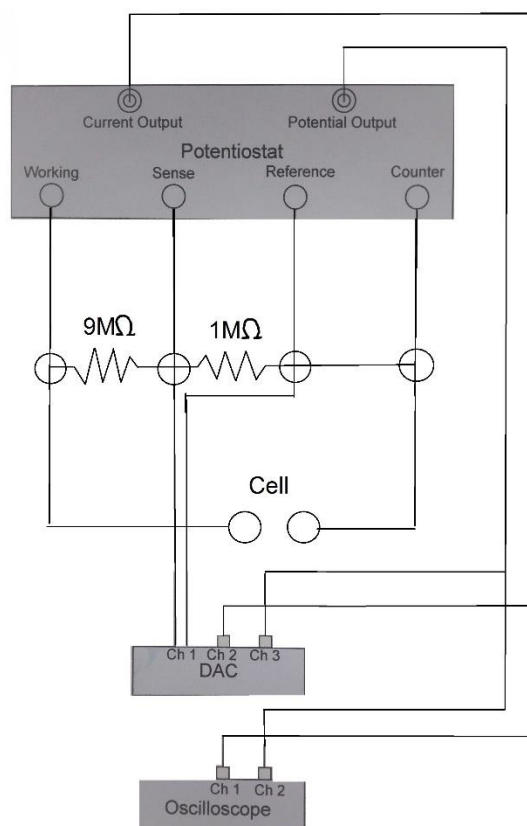 Current Output
Potential Output
Potentiostat
Working
Sense
Reference
Counter
9MΩ
1MΩ
Cell
Ch 1
Ch 2
Ch 3
DAC
Ch 1
Ch 2
Oscilloscope